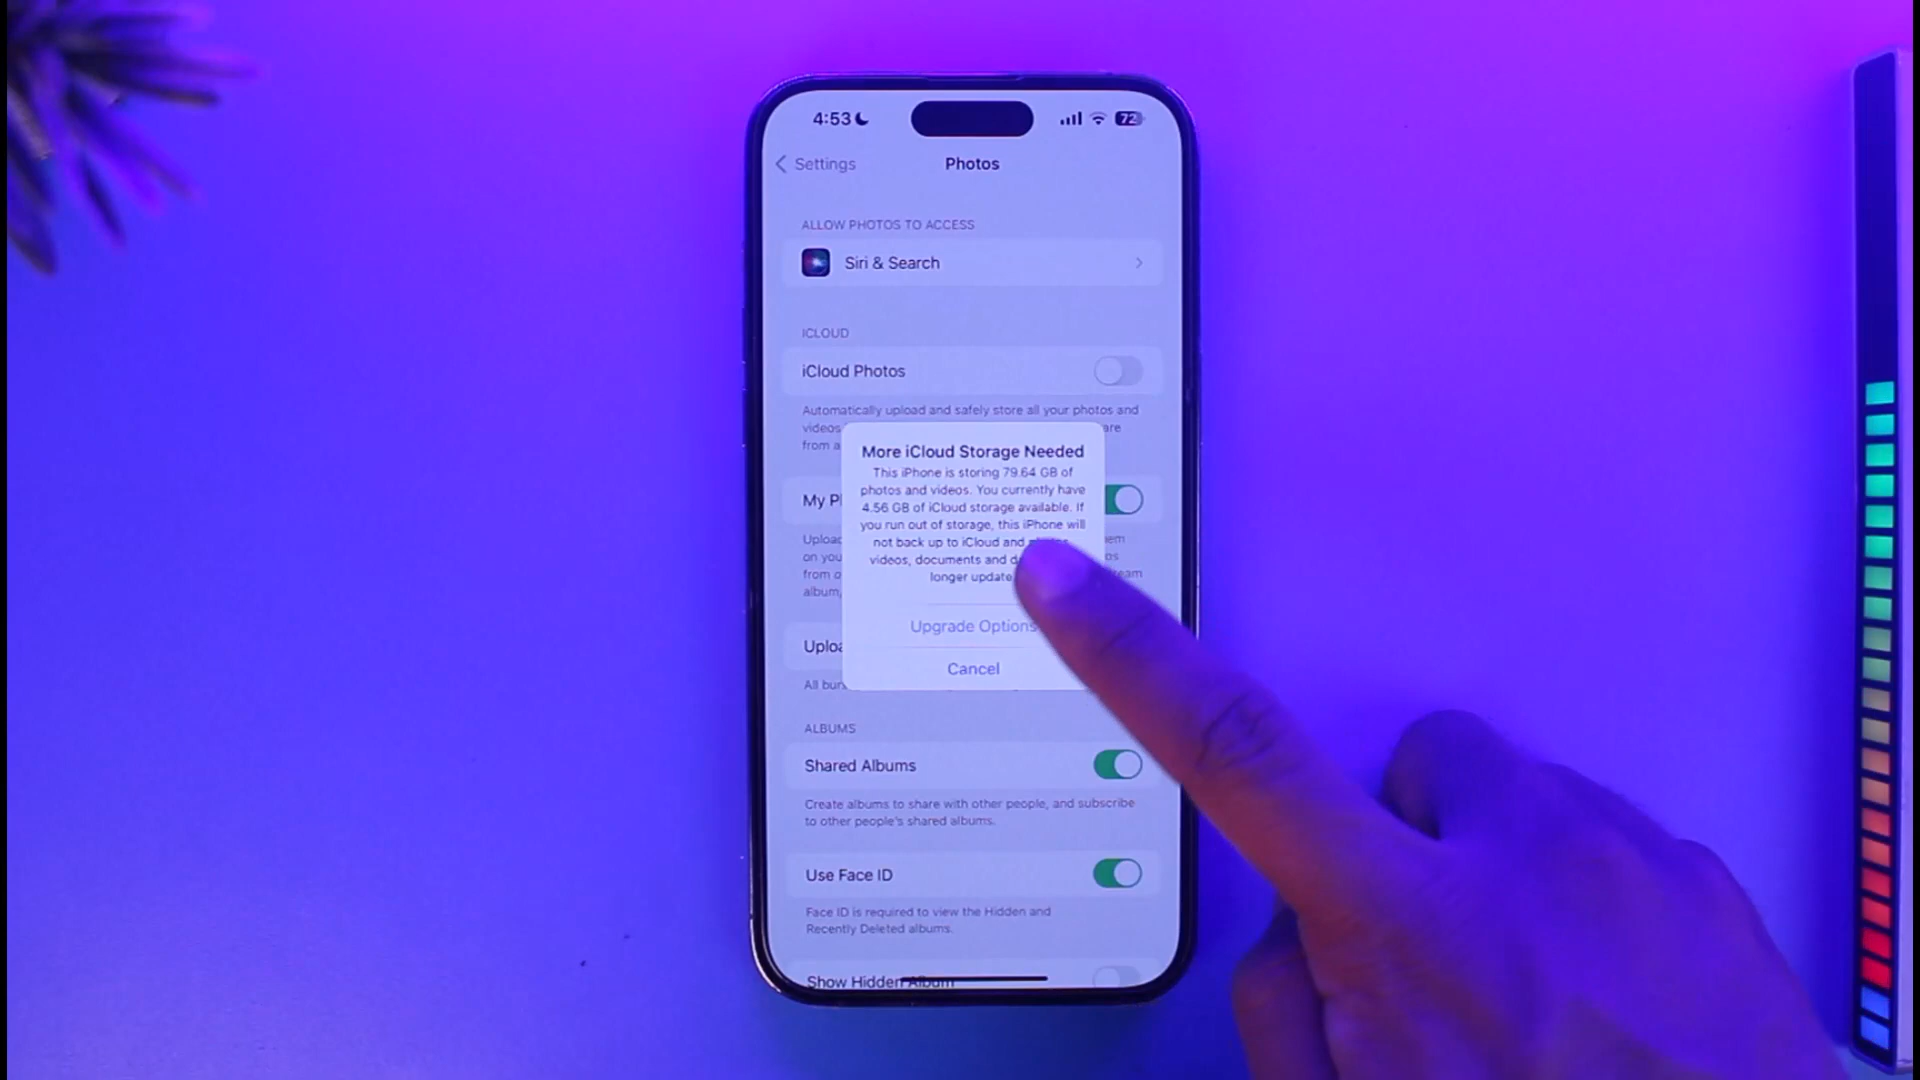 4:53
72
Settings
Photos
ALLOW PHOTOS TO ACCESS
Siri & Search
ICLOUD
iCloud Photos
Automatically upload and safely store all your photos and
videos are
from a
More iCloud Storage Needed
This iPhone is storing 79.64 GB of
photos and videos. You currently have
4.56 GB of iCloud storage available. If
you run out of storage, this iPhone will
not back up to iCloud and
videos, documents and
longer update
Upgrade Options
Cancel
My
Upload
on you
from
album,
All
ALBUMS
Shared Albums
Create albums to share with other people, and subscribe
to other people's shared albums.
Use Face ID
Face ID is required to view the Hidden and
Recently Deleted albums.
Show Hidden Album